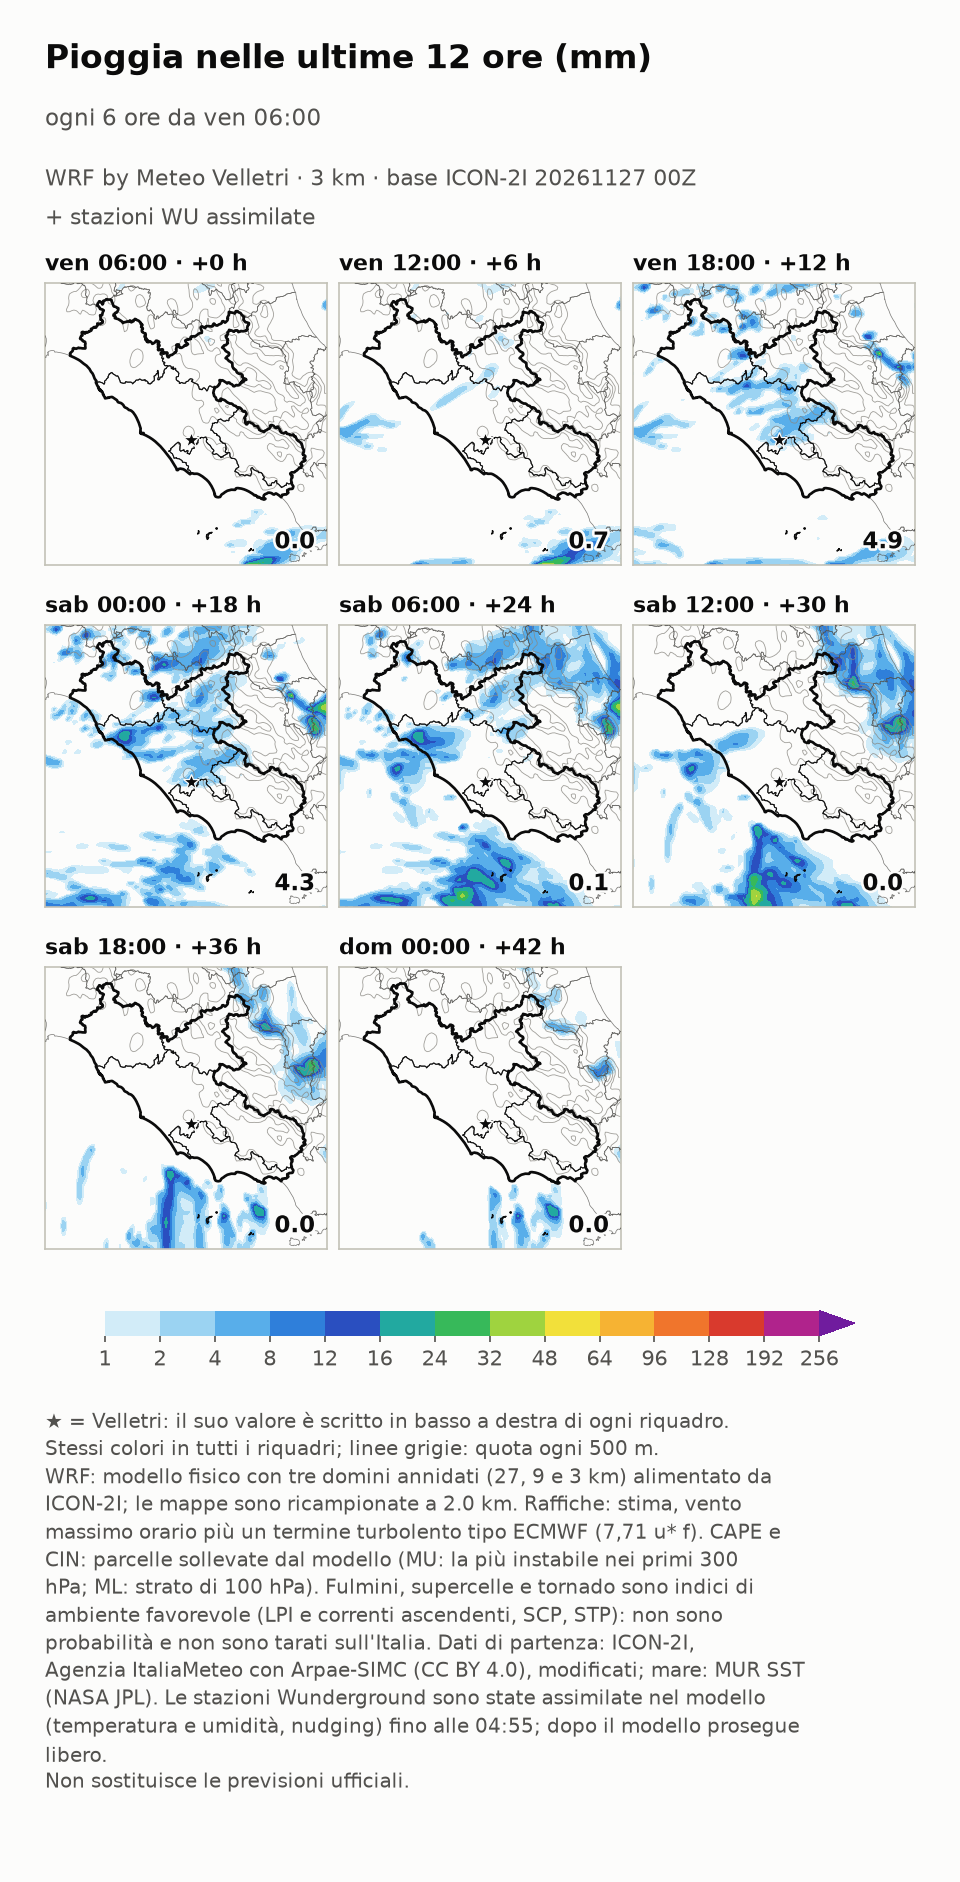 Pioggia nelle ultime 12 ore (mm)
ogni 6 ore da ven 06:00
WRF by Meteo Velletri · 3 km · base ICON-2I 20261127 00Z
+ stazioni WU assimilate
ven 06:00 · +0 h
ven 12:00 · +6 h
ven 18:00 · +12 h
0.0
0.7
4.9
sab 00:00 · +18 h
sab 06:00 · +24 h
sab 12:00 · +30 h
4.3
0.1
0.0
sab 18:00 · +36 h
dom 00:00 · +42 h
0.0
0.0
1 2 4 8 12 16 24 32 48 64 96 128 192 256
★ = Velletri: il suo valore è scritto in basso a destra di ogni riquadro.
Stessi colori in tutti i riquadri; linee grigie: quota ogni 500 m.
WRF: modello fisico con tre domini annidati (27, 9 e 3 km) alimentato da
ICON-2I; le mappe sono ricampionate a 2.0 km. Raffiche: stima, vento
massimo orario più un termine turbolento tipo ECMWF (7,71 u* f). CAPE e
CIN: parcelle sollevate dal modello (MU: la più instabile nei primi 300
hPa; ML: strato di 100 hPa). Fulmini, supercelle e tornado sono indici di
ambiente favorevole (LPI e correnti ascendenti, SCP, STP): non sono
probabilità e non sono tarati sull'Italia. Dati di partenza: ICON-2I,
Agenzia ItaliaMeteo con Arpae-SIMC (CC BY 4.0), modificati; mare: MUR SST
(NASA JPL). Le stazioni Wunderground sono state assimilate nel modello
(temperatura e umidità, nudging) fino alle 04:55; dopo il modello prosegue
libero.
Non sostituisce le previsioni ufficiali.